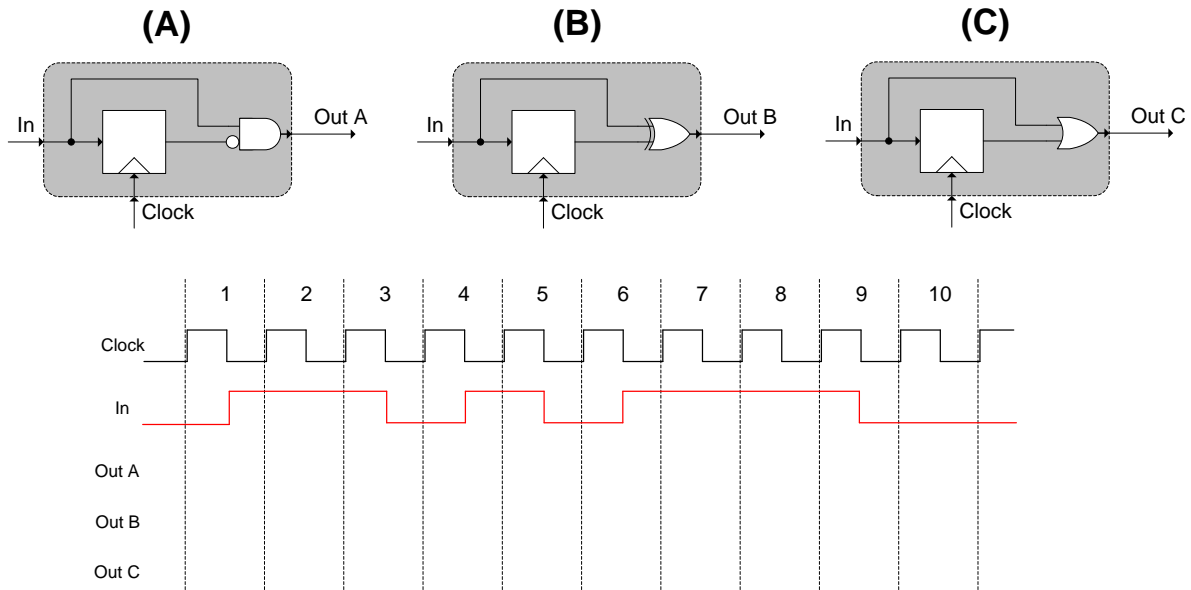 (A)
(B)
(C)
In
Out A
Clock
In
Out B
Clock
In
Out C
Clock
1 2 3 4 5 6 7 8 9 10
Clock
In
Out A
Out B
Out C